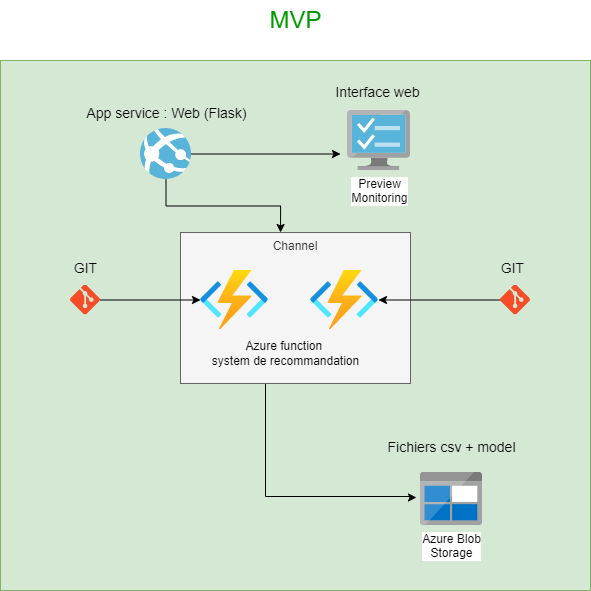 MVP
Interface web
App service : Web (Flask)
Preview
Monitoring
Channel
GIT
GIT
Azure function
system de recommandation
Fichiers csv + model
Azure Blob
Storage